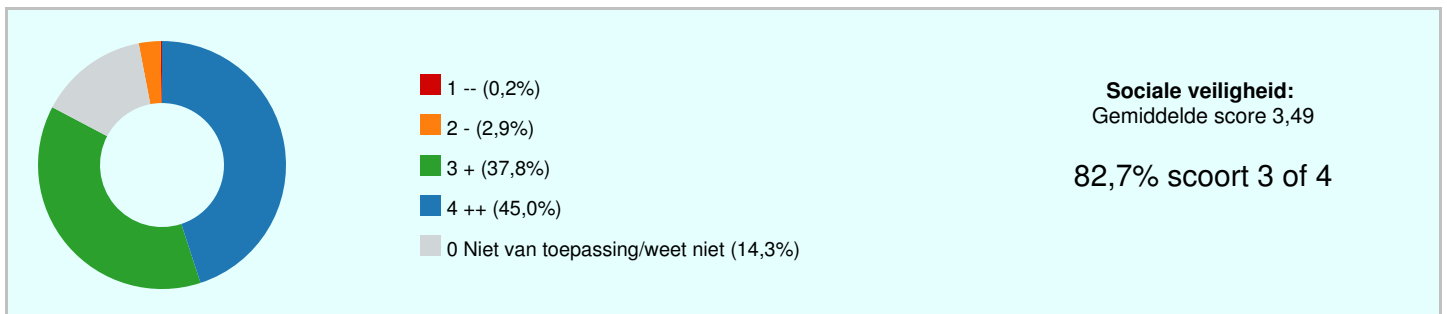 1 -- (0,2%)
2 - (2,9%)
3 + (37,8%)
4 ++ (45,0%)
0 Niet van toepassing/weet niet (14,3%)
Sociale veiligheid:
Gemiddelde score 3,49
82,7% scoort 3 of 4